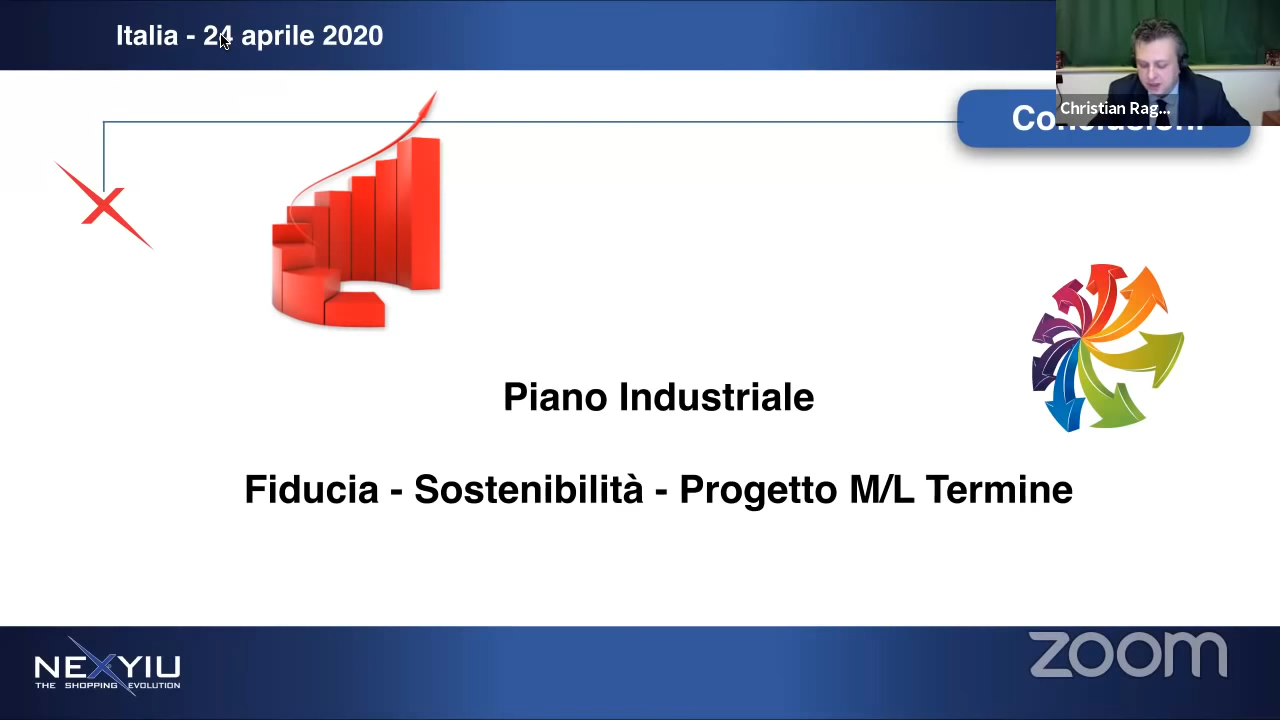 Italia - 24 aprile 2020
Christian Rag...
Piano Industriale
Fiducia - Sostenibilità - Progetto M/L Termine
NEXYIU
THE SHOPPING EVOLUTION
zoom